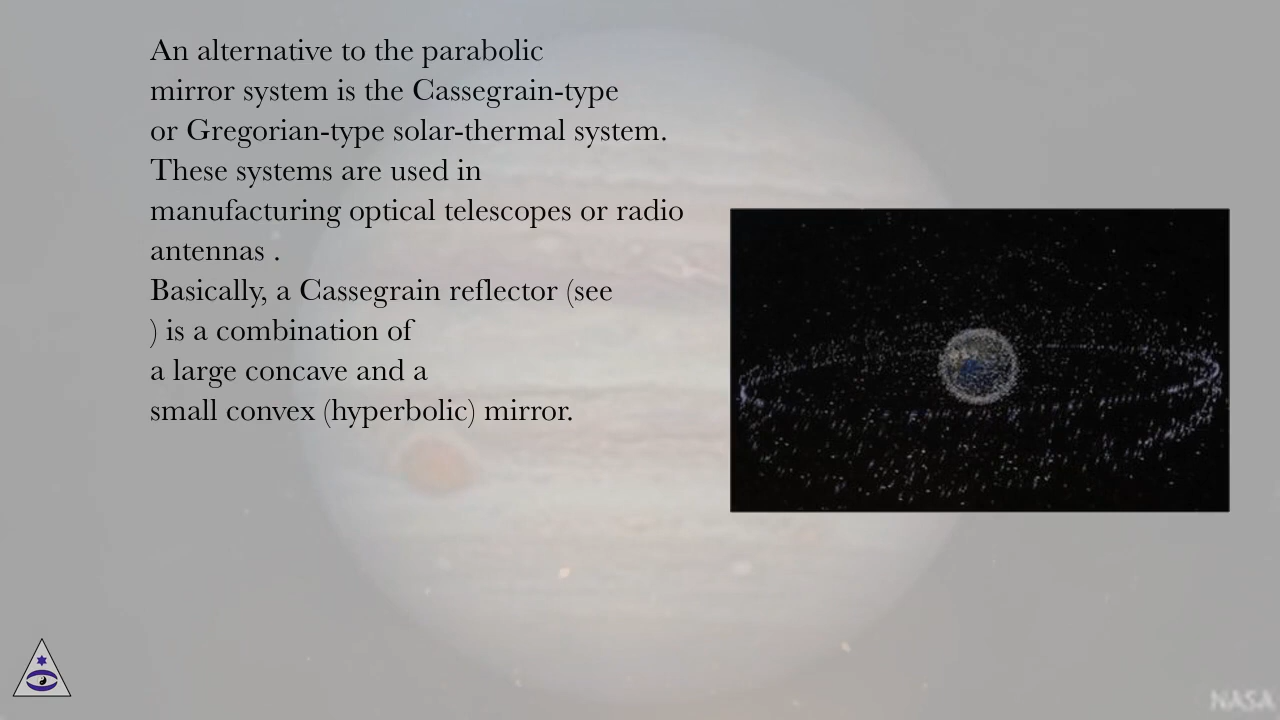 An alternative to the parabolic
mirror system is the Cassegrain-type
or Gregorian-type solar-thermal system.
These systems are used in
manufacturing optical telescopes or radio
antennas .
Basically, a Cassegrain reflector (see
) is a combination of
a large concave and a
small convex (hyperbolic) mirror.
NASA